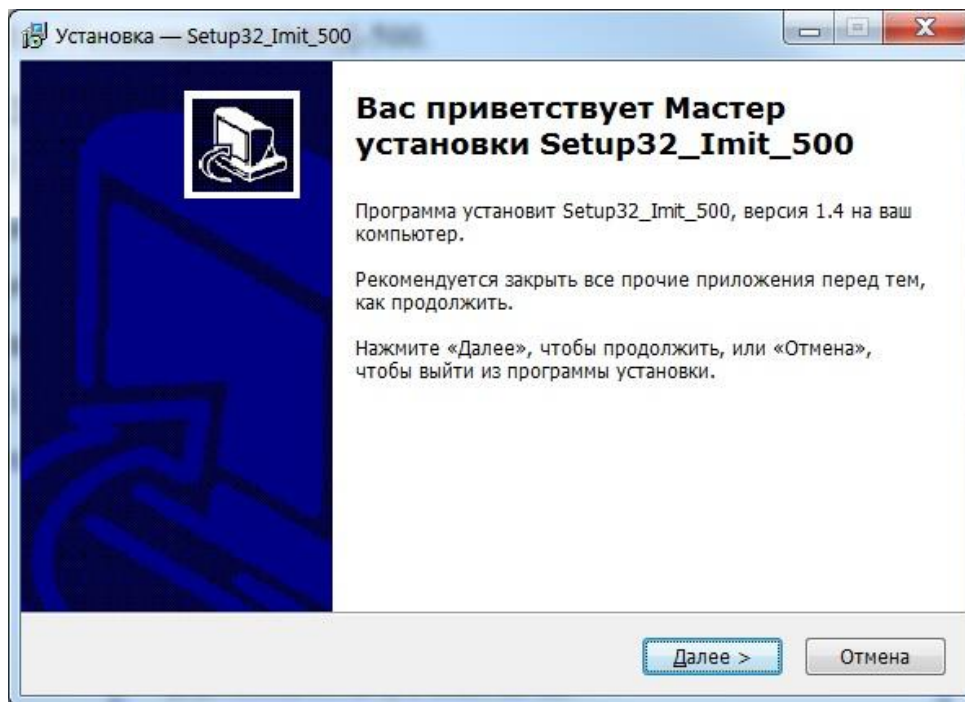 Установка — Setup32_Imit_500
Вас приветствует Мастер
установки Setup32_Imit_500
Программа установит Setup32_Imit_500, версия 1.4 на ваш
компьютер.
Рекомендуется закрыть все прочие приложения перед тем,
как продолжить.
Нажмите «Далее», чтобы продолжить, или «Отмена»,
чтобы выйти из программы установки.
Далее >
Отмена